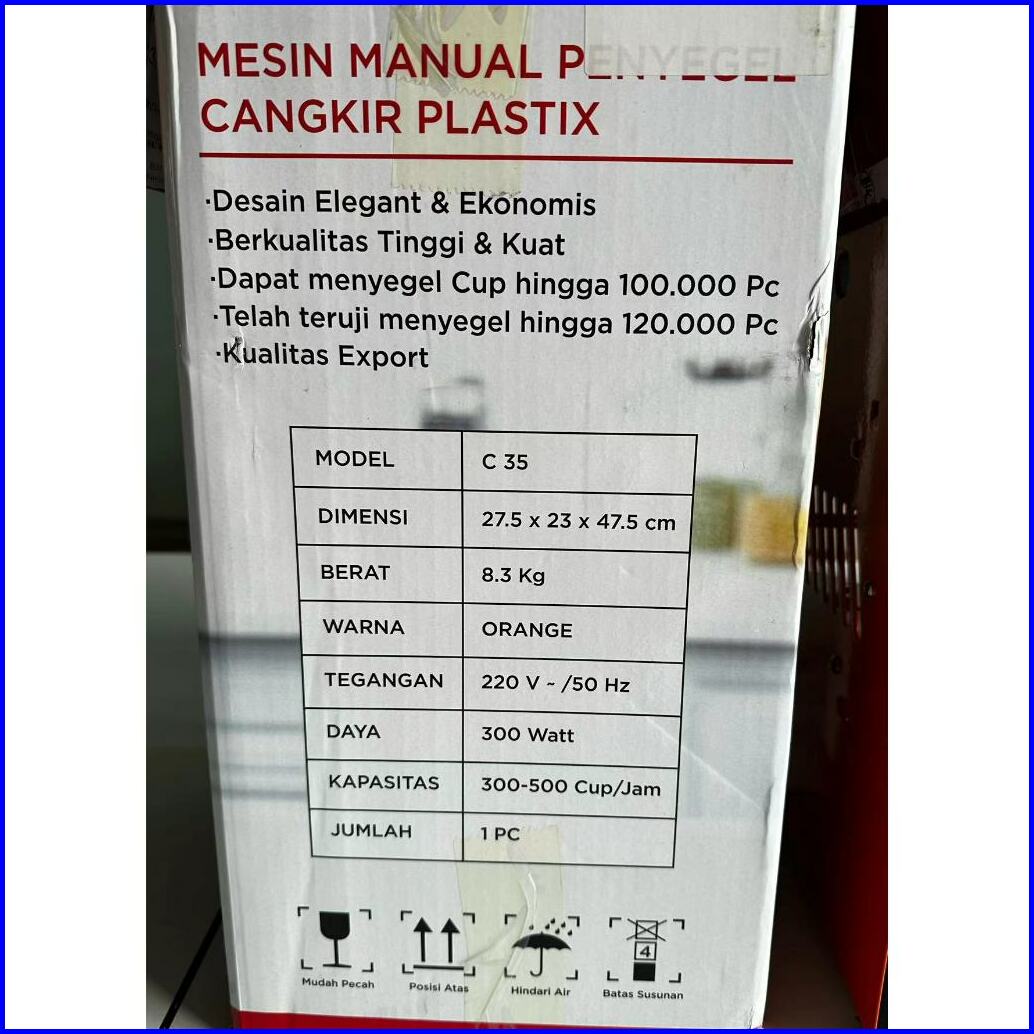 MESIN MANUAL PENYEGEL
CANGKIR PLASTIX
·Desain Elegant & Ekonomis
·Berkualitas Tinggi & Kuat
·Dapat menyegel Cup hingga 100.000 Pc
·Telah teruji menyegel hingga 120.000 Pc
·Kualitas Export
MODEL C 35
DIMENSI 27.5 x 23 x 47.5 cm
BERAT 8.3 Kg
WARNA ORANGE
TEGANGAN 220 V ~ /50 Hz
DAYA 300 Watt
KAPASITAS 300-500 Cup/Jam
JUMLAH 1 PC
4
Mudah Pecah Posisi Atas Hindari Air Batas Susunan